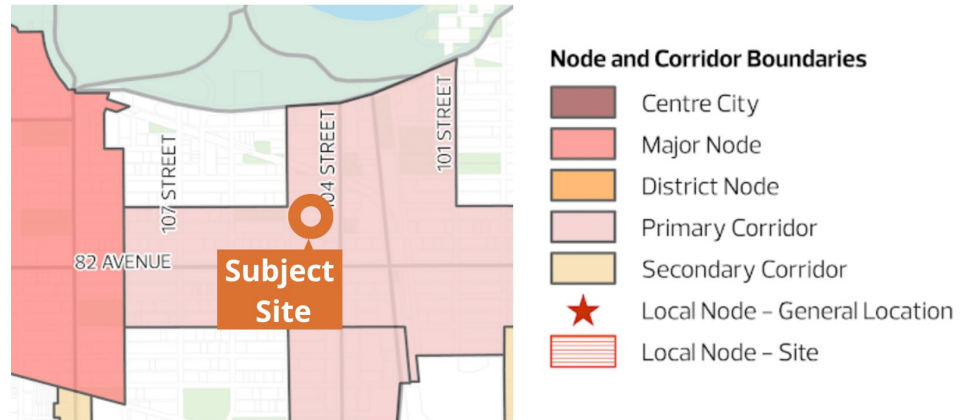 107 STREET
104 STREET
101 STREET
82 AVENUE
Subject
Site
Node and Corridor Boundaries
Centre City
Major Node
District Node
Primary Corridor
Secondary Corridor
Local Node – General Location
Local Node – Site